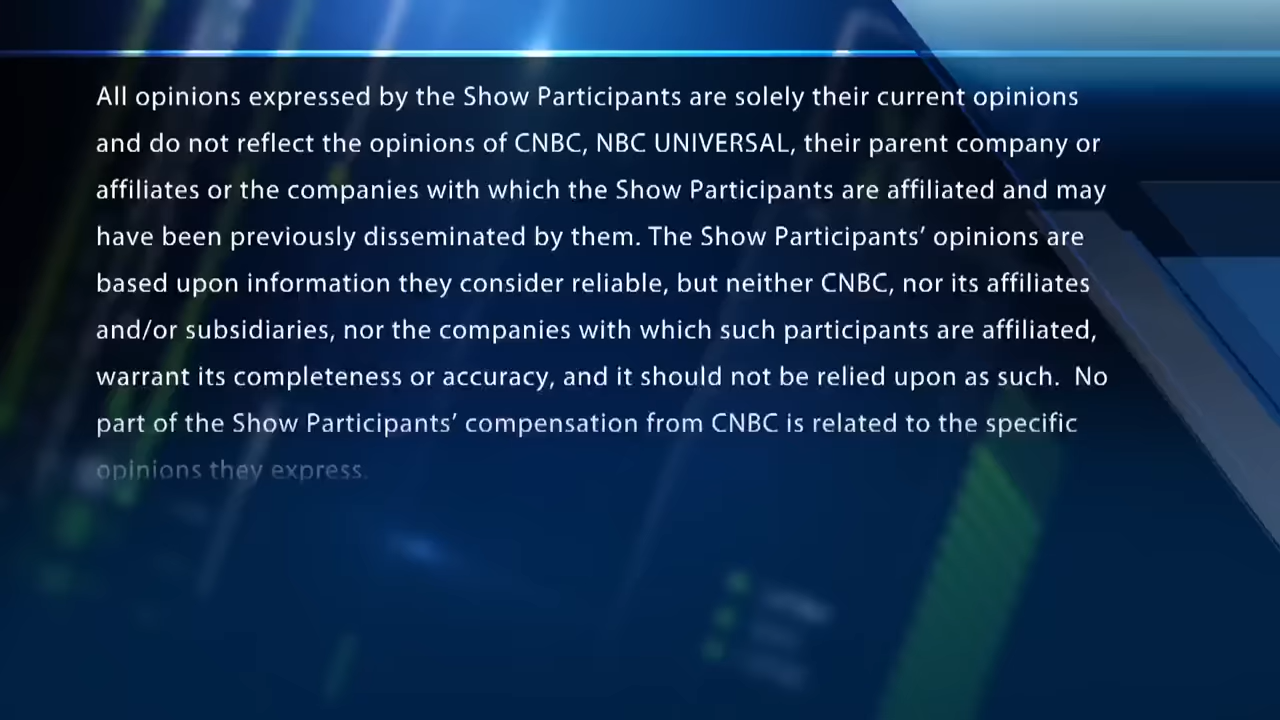 All opinions expressed by the Show Participants are solely their current opinions
and do not reflect the opinions of CNBC, NBC UNIVERSAL, their parent company or
affiliates or the companies with which the Show Participants are affiliated and may
have been previously disseminated by them. The Show Participants’ opinions are
based upon information they consider reliable, but neither CNBC, nor its affiliates
and/or subsidiaries, nor the companies with which such participants are affiliated,
warrant its completeness or accuracy, and it should not be relied upon as such.  No
part of the Show Participants’ compensation from CNBC is related to the specific
opinions they express.